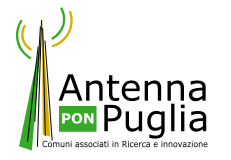 Antenna
PON Puglia
Comuni associati in Ricerca e innovazione